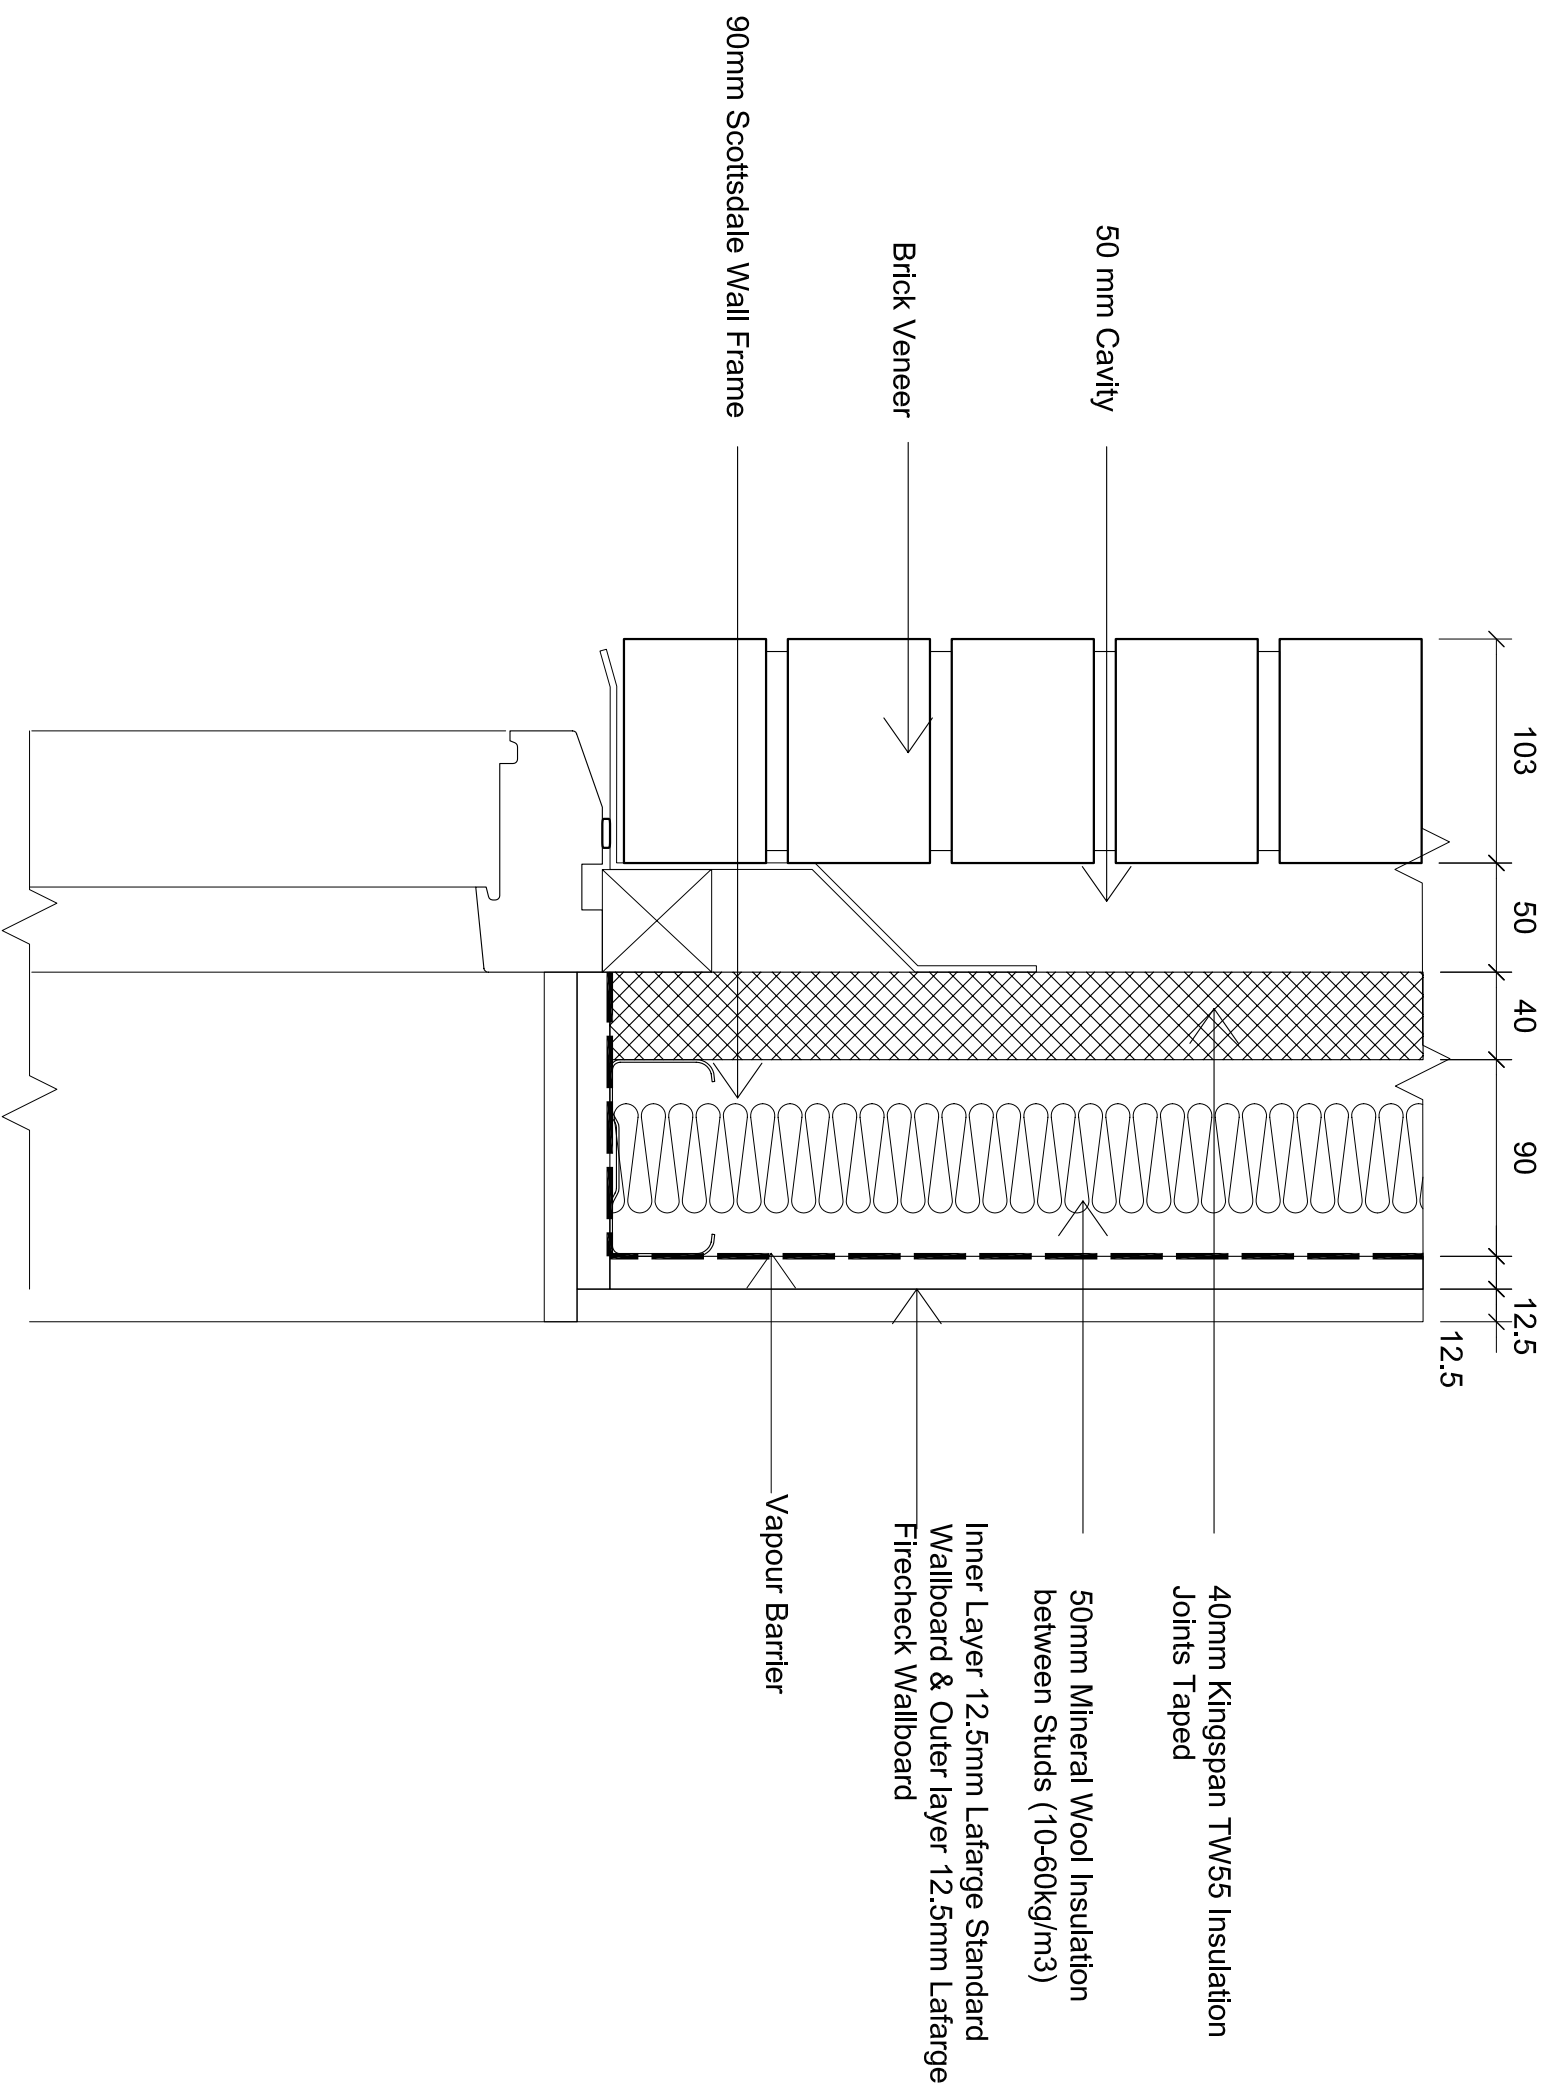 103
50
40
90
12.5
12.5
50 mm Cavity
Brick Veneer
90mm Scottsdale Wall Frame
40mm Kingspan TW55 Insulation
Joints Taped
50mm Mineral Wool Insulation
between Studs (10-60kg/m3)
Inner Layer 12.5mm Lafarge Standard
Wallboard & Outer layer 12.5mm Lafarge
Firecheck Wallboard
Vapour Barrier